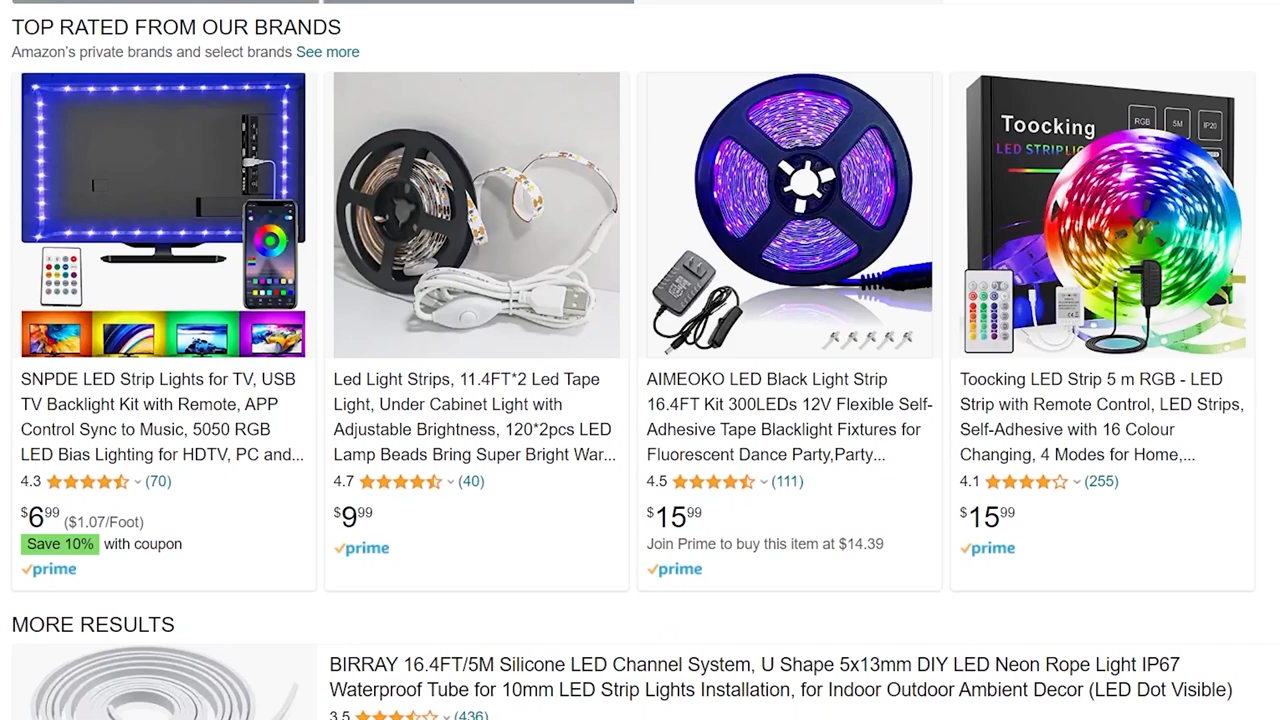 TOP RATED FROM OUR BRANDS
Amazon's private brands and select brands See more
Toocking
LED STRIP LIG
RGB
5M
IP20
SNPDE LED Strip Lights for TV, USB
TV Backlight Kit with Remote, APP
Control Sync to Music, 5050 RGB
LED Bias Lighting for HDTV, PC and...
4.3
(70)
$699 ($1.07/Foot)
Save 10% with coupon
prime
Led Light Strips, 11.4FT*2 Led Tape
Light, Under Cabinet Light with
Adjustable Brightness, 120*2pcs LED
Lamp Beads Bring Super Bright War...
4.7
(40)
$999
prime
AIMEOKO LED Black Light Strip
16.4FT Kit 300LEDs 12V Flexible Self-
Adhesive Tape Blacklight Fixtures for
Fluorescent Dance Party,Party...
4.5
(111)
$1599
Join Prime to buy this item at $14.39
prime
Toocking LED Strip 5 m RGB - LED
Strip with Remote Control, LED Strips,
Self-Adhesive with 16 Colour
Changing, 4 Modes for Home,...
4.1
(255)
$1599
prime
MORE RESULTS
BIRRAY 16.4FT/5M Silicone LED Channel System, U Shape 5x13mm DIY LED Neon Rope Light IP67
Waterproof Tube for 10mm LED Strip Lights Installation, for Indoor Outdoor Ambient Decor (LED Dot Visible)
3.5
(436)